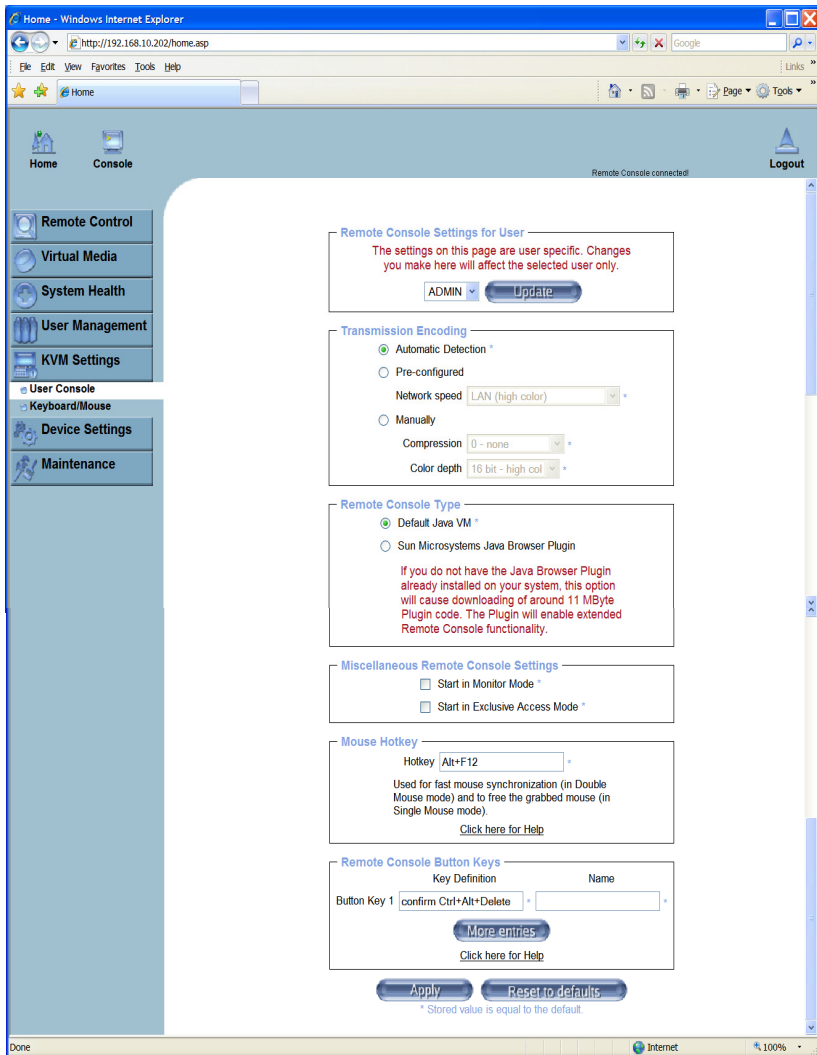 Home - Windows Internet Explorer
http://192.168.10.202/home.asp
Google
File Edit View Favorites Tools Help
Links »
Home
Page Tools »
Home
Console
Remote Console connected!
Logout
Remote Control
Virtual Media
System Health
User Management
KVM Settings
User Console
Keyboard/Mouse
Device Settings
Maintenance
Remote Console Settings for User
The settings on this page are user specific. Changes
you make here will affect the selected user only.
ADMIN Update
Transmission Encoding
Automatic Detection *
Pre-configured
Network speed LAN (high color) *
Manually
Compression 0 - none *
Color depth 16 bit - high col *
Remote Console Type
Default Java VM *
Sun Microsystems Java Browser Plugin
If you do not have the Java Browser Plugin
already installed on your system, this option
will cause downloading of around 11 MByte
Plugin code. The Plugin will enable extended
Remote Console functionality.
Miscellaneous Remote Console Settings
Start in Monitor Mode *
Start in Exclusive Access Mode *
Mouse Hotkey
Hotkey Alt+F12 *
Used for fast mouse synchronization (in Double
Mouse mode) and to free the grabbed mouse (in
Single Mouse mode).
Click here for Help
Remote Console Button Keys
Key Definition Name
Button Key 1 confirm Ctrl+Alt+Delete * *
More entries
Click here for Help
Apply Reset to defaults
* Stored value is equal to the default.
Done
Internet
100%